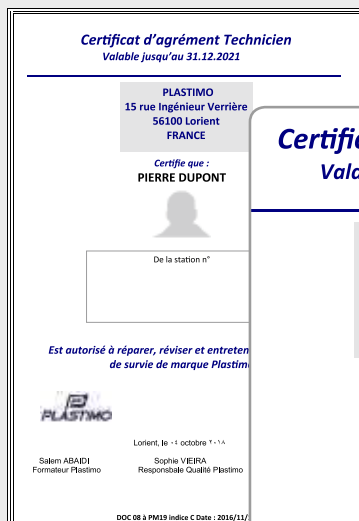 Certificat d'agrément Technicien
Valable jusqu'au 31.12.2021
PLASTIMO
15 rue Ingénieur Verrière
56100 Lorient
FRANCE
Certifie que :
PIERRE DUPONT
De la station n°
Est autorisé à réparer, réviser et entreten
de survie de marque Plastim
PLASTIMO
Lorient, le ٠٤ octobre ٢٠١٨
Salem ABAIDI
Sophie VIEIRA
Formateur Plastimo
Responsbale Qualité Plastimo
DOC 08 à PM19 indice C Date : 2016/11/
Certific
Vala